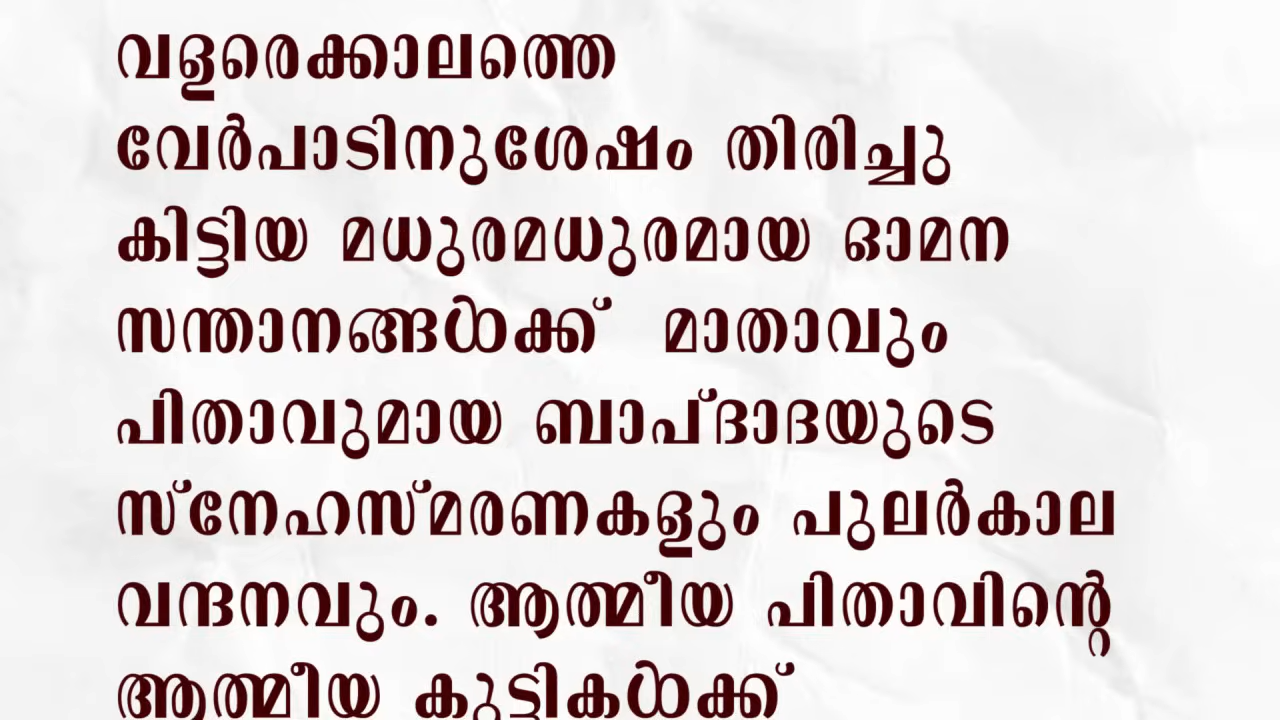 വളരെക്കാലത്തെ
വേർപാടിനുശേഷം തിരിച്ചു
കിട്ടിയ മധുരമധുരമായ ഓമന
സന്താനങ്ങൾക്ക് മാതാവും
പിതാവുമായ ബാപ്ദാദയുടെ
സ്നേഹസ്മരണകളും പുലർകാല
വന്ദനവും. ആത്മീയ പിതാവിന്റെ
ആത്മീയ കുട്ടികൾക്ക്